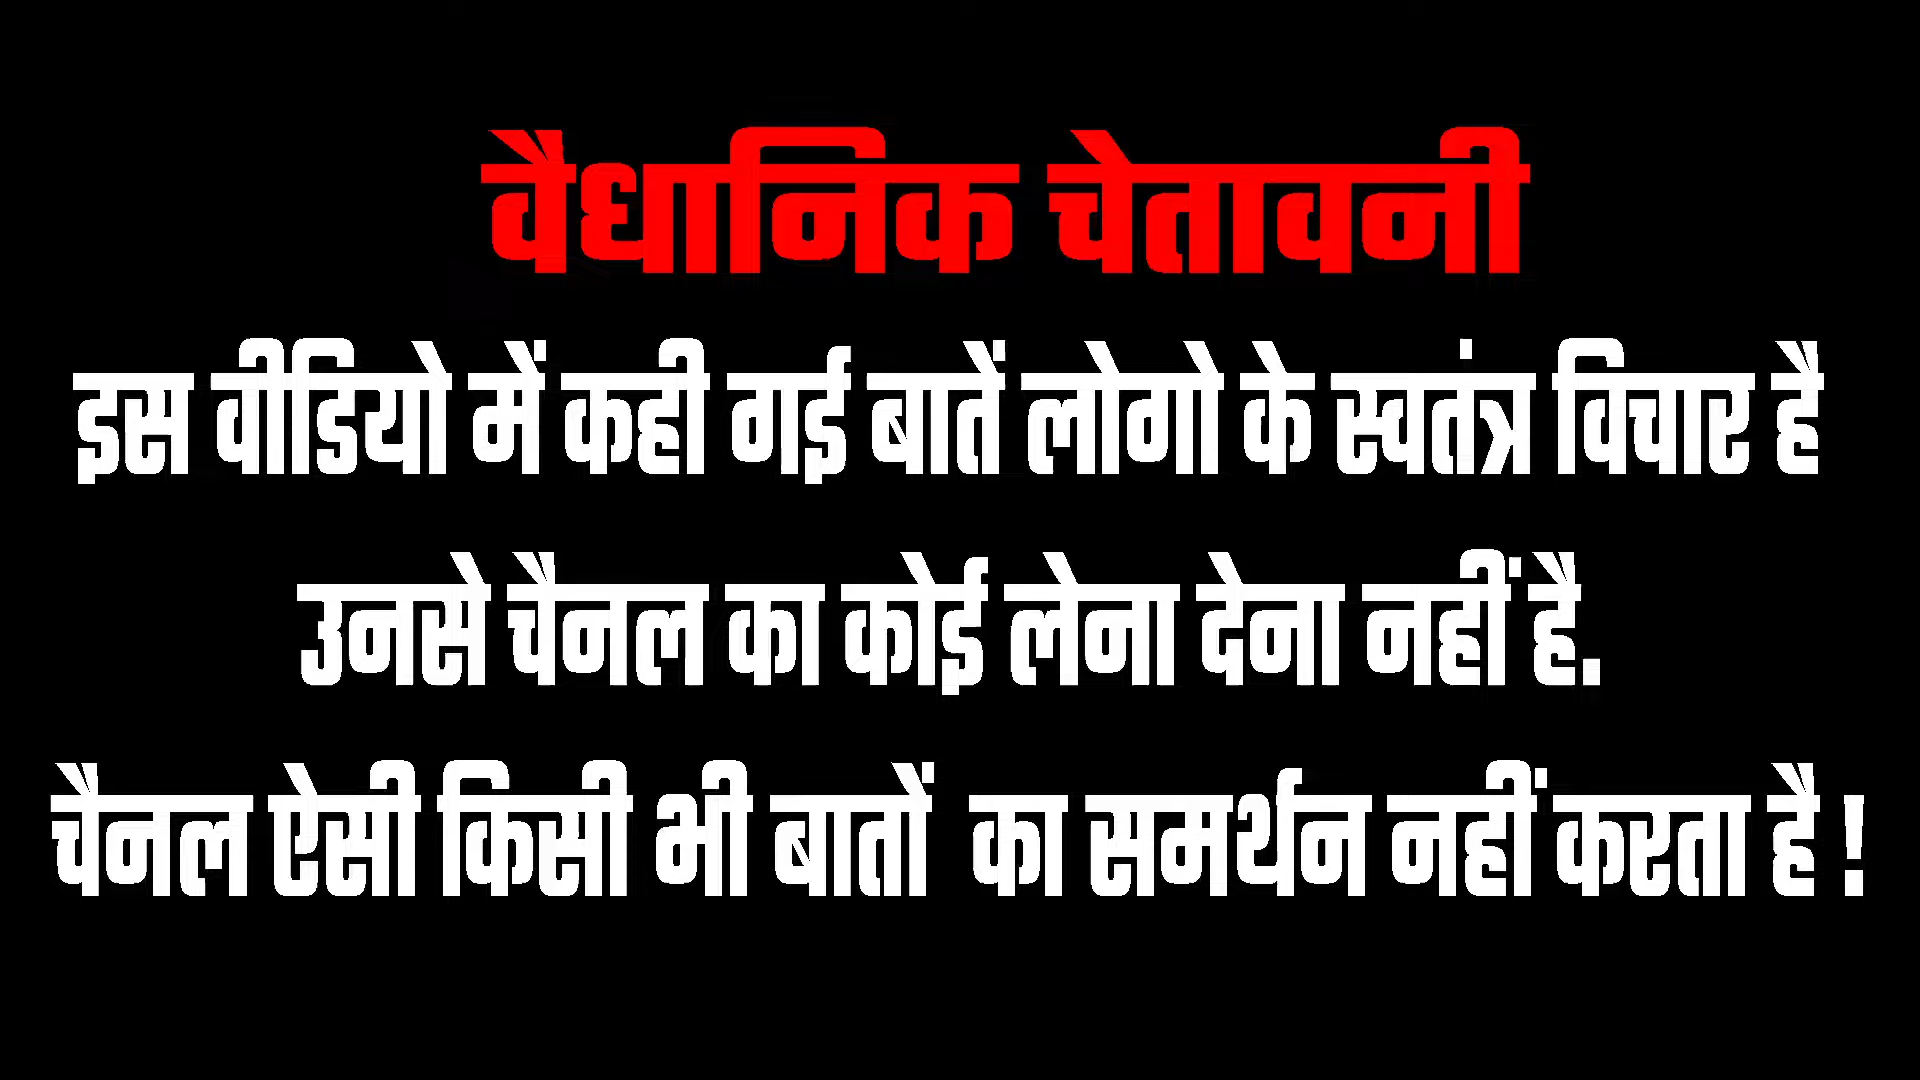 वैधानिक चेतावनी
इस वीडियो में कही गई बातें लोगो के स्वतंत्र विचार है
उनसे चैनल का कोई लेना देना नहीं है.
चैनल ऐसी किसी भी बातों का समर्थन नहीं करता है !